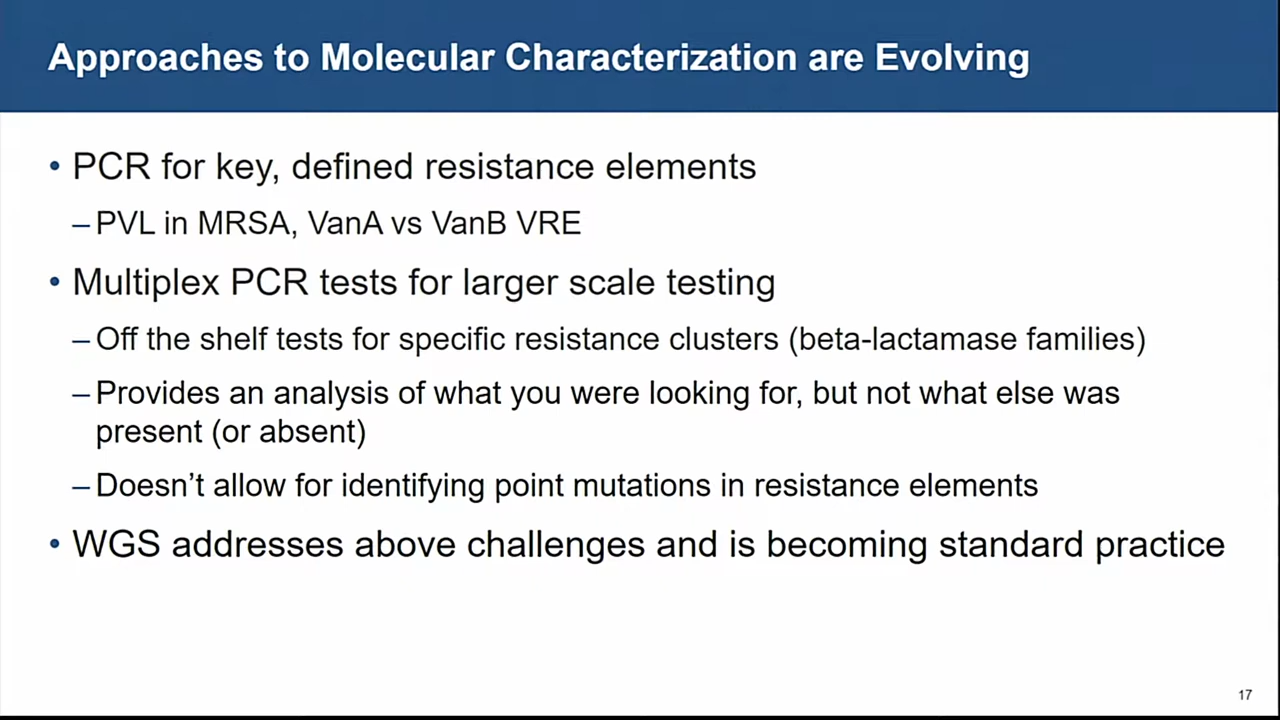 Approaches to Molecular Characterization are Evolving
• PCR for key, defined resistance elements
– PVL in MRSA, VanA vs VanB VRE
• Multiplex PCR tests for larger scale testing
– Off the shelf tests for specific resistance clusters (beta-lactamase families)
– Provides an analysis of what you were looking for, but not what else was
present (or absent)
– Doesn’t allow for identifying point mutations in resistance elements
• WGS addresses above challenges and is becoming standard practice
17